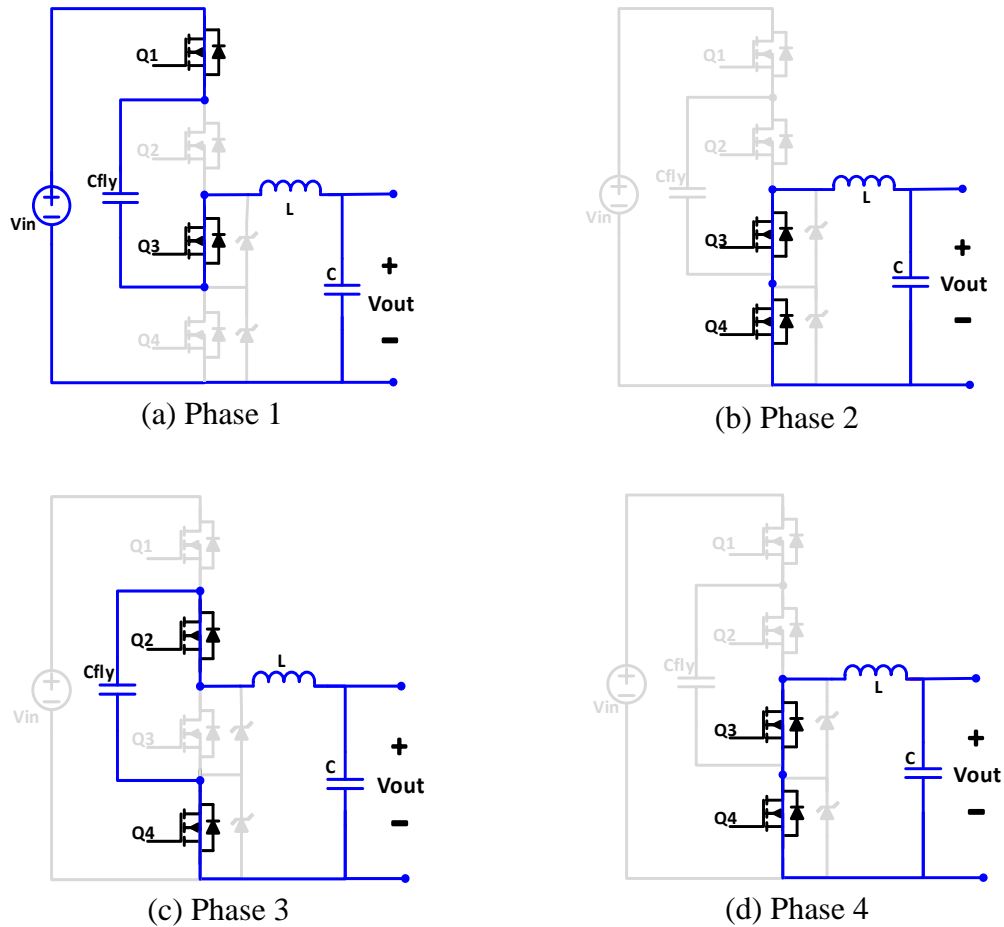 Q1
Q2
Cfly
Vin
+
−
L
Q3
C
+
Vout
−
Q4
(a) Phase 1
Q1
Q2
Cfly
Vin
+
−
L
Q3
C
+
Vout
−
Q4
(b) Phase 2
Q1
Q2
L
Cfly
Vin
+
−
Q3
+
C
Vout
−
Q4
(c) Phase 3
Q1
Q2
Cfly
L
Vin
+
−
Q3
+
C
Vout
−
Q4
(d) Phase 4